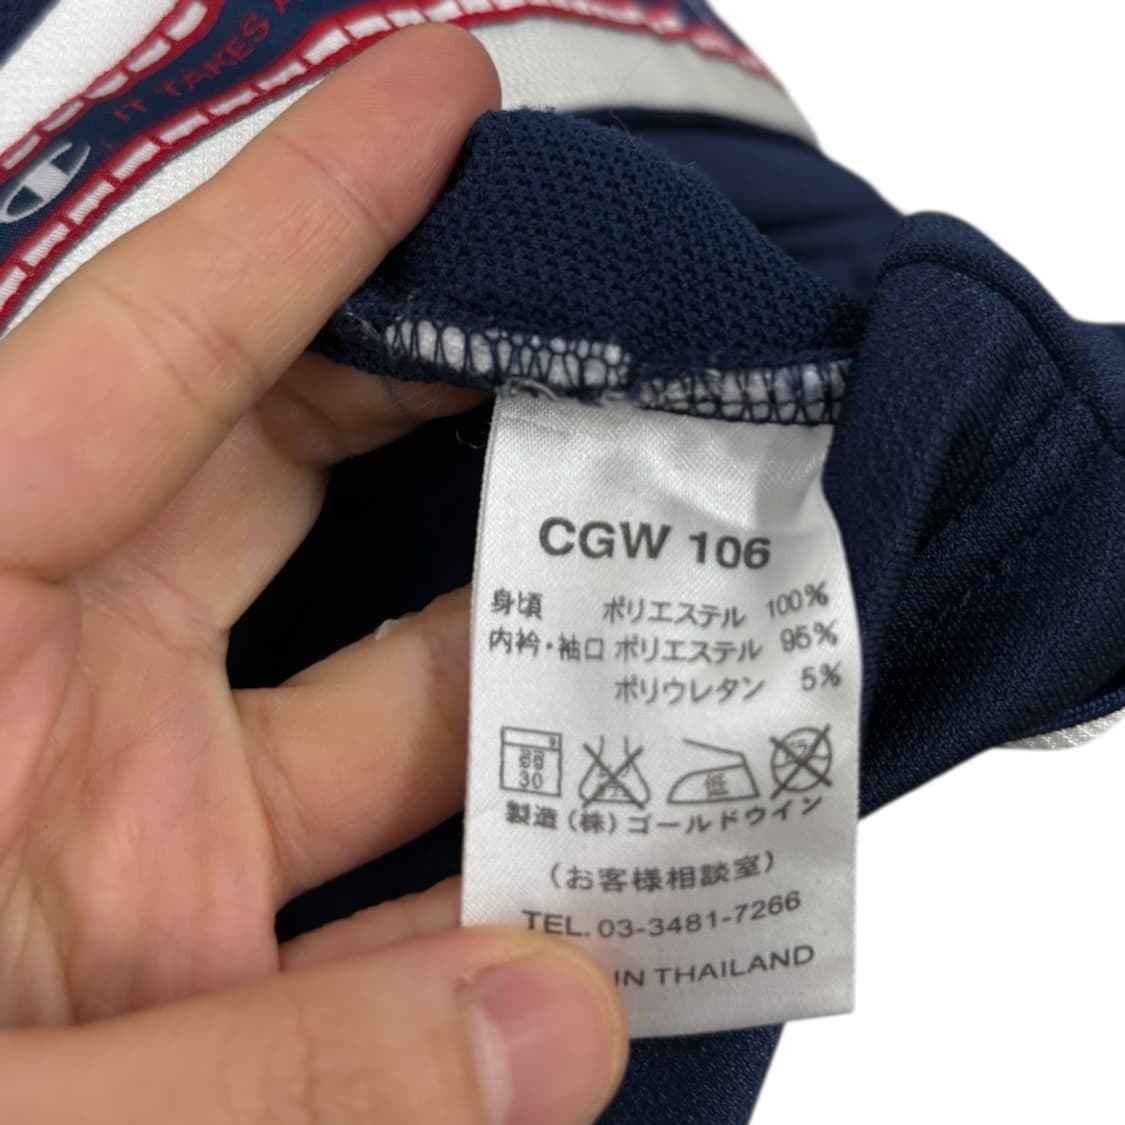 IT TAKES A
CGW 106
身頃 ポリエステル 100%
内衿・袖口 ポリエステル 95%
ポリウレタン 5%
30
低
製造(株)ゴールドウイン
(お客様相談室)
TEL. 03-3481-7266
IN THAILAND